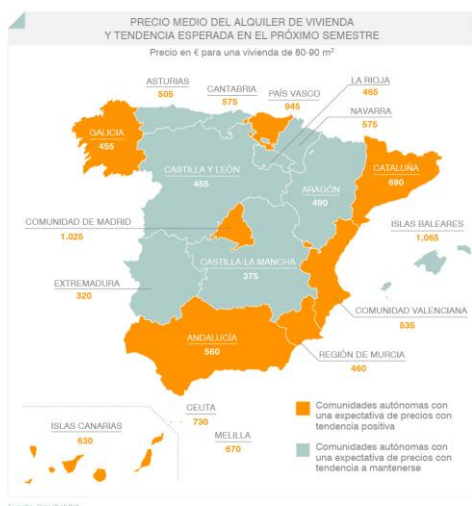 PRECIO MEDIO DEL ALQUILER DE VIVIENDA
Y TENDENCIA ESPERADA EN EL PRÓXIMO SEMESTRE
Precio en € para una vivienda de 80-90 m²
ASTURIAS
505
CANTABRIA
575
PAÍS VASCO
945
LA RIOJA
465
NAVARRA
575
GALICIA
455
CASTILLA Y LEÓN
455
ARAGÓN
490
CATALUÑA
690
COMUNIDAD DE MADRID
1.025
ISLAS BALEARES
1.065
CASTILLA-LA MANCHA
375
EXTREMADURA
320
COMUNIDAD VALENCIANA
535
ANDALUCÍA
560
REGIÓN DE MURCIA
460
CEUTA
730
MELILLA
670
ISLAS CANARIAS
630
Comunidades autónomas con
una expectativa de precios con
tendencia positiva
Comunidades autónomas con
una expectativa de precios con
tendencia a mantenerse